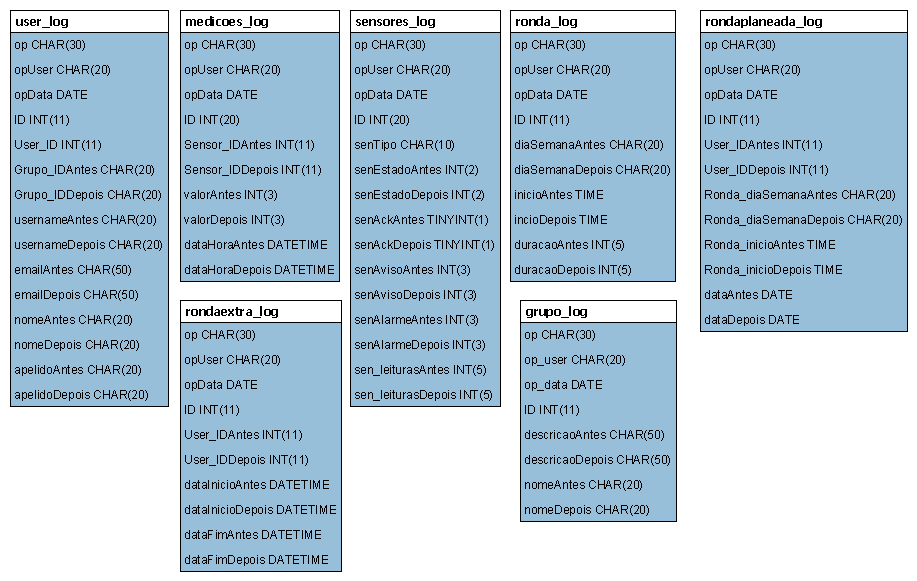 user_log
op CHAR(30)
opUser CHAR(20)
opData DATE
ID INT(11)
User_ID INT(11)
Grupo_IDAntes CHAR(20)
Grupo_IDDepois CHAR(20)
usernameAntes CHAR(20)
usernameDepois CHAR(20)
emailAntes CHAR(50)
emailDepois CHAR(50)
nomeAntes CHAR(20)
nomeDepois CHAR(20)
apelidoAntes CHAR(20)
apelidoDepois CHAR(20)
medicoes_log
op CHAR(30)
opUser CHAR(20)
opData DATE
ID INT(20)
Sensor_IDAntes INT(11)
Sensor_IDDepois INT(11)
valorAntes INT(3)
valorDepois INT(3)
dataHoraAntes DATETIME
dataHoraDepois DATETIME
sensores_log
op CHAR(30)
opUser CHAR(20)
opData DATE
ID INT(20)
senTipo CHAR(10)
senEstadoAntes INT(2)
senEstadoDepois INT(2)
senAckAntes TINYINT(1)
senAckDepois TINYINT(1)
senAvisoAntes INT(3)
senAvisoDepois INT(3)
senAlarmeAntes INT(3)
senAlarmeDepois INT(3)
sen_leiturasAntes INT(5)
sen_leiturasDepois INT(5)
ronda_log
op CHAR(30)
opUser CHAR(20)
opData DATE
ID INT(11)
diaSemanaAntes CHAR(20)
diaSemanaDepois CHAR(20)
inicioAntes TIME
incioDepois TIME
duracaoAntes INT(5)
duracaoDepois INT(5)
rondaplaneada_log
op CHAR(30)
opUser CHAR(20)
opData DATE
ID INT(11)
User_IDAntes INT(11)
User_IDDepois INT(11)
Ronda_diaSemanaAntes CHAR(20)
Ronda_diaSemanaDepois CHAR(20)
Ronda_inicioAntes TIME
Ronda_inicioDepois TIME
dataAntes DATE
dataDepois DATE
rondaextra_log
op CHAR(30)
opUser CHAR(20)
opData DATE
ID INT(11)
User_IDAntes INT(11)
User_IDDepois INT(11)
dataInicioAntes DATETIME
dataInicioDepois DATETIME
dataFimAntes DATETIME
dataFimDepois DATETIME
grupo_log
op CHAR(30)
op_user CHAR(20)
op_data DATE
ID INT(11)
descricaoAntes CHAR(50)
descricaoDepois CHAR(50)
nomeAntes CHAR(20)
nomeDepois CHAR(20)